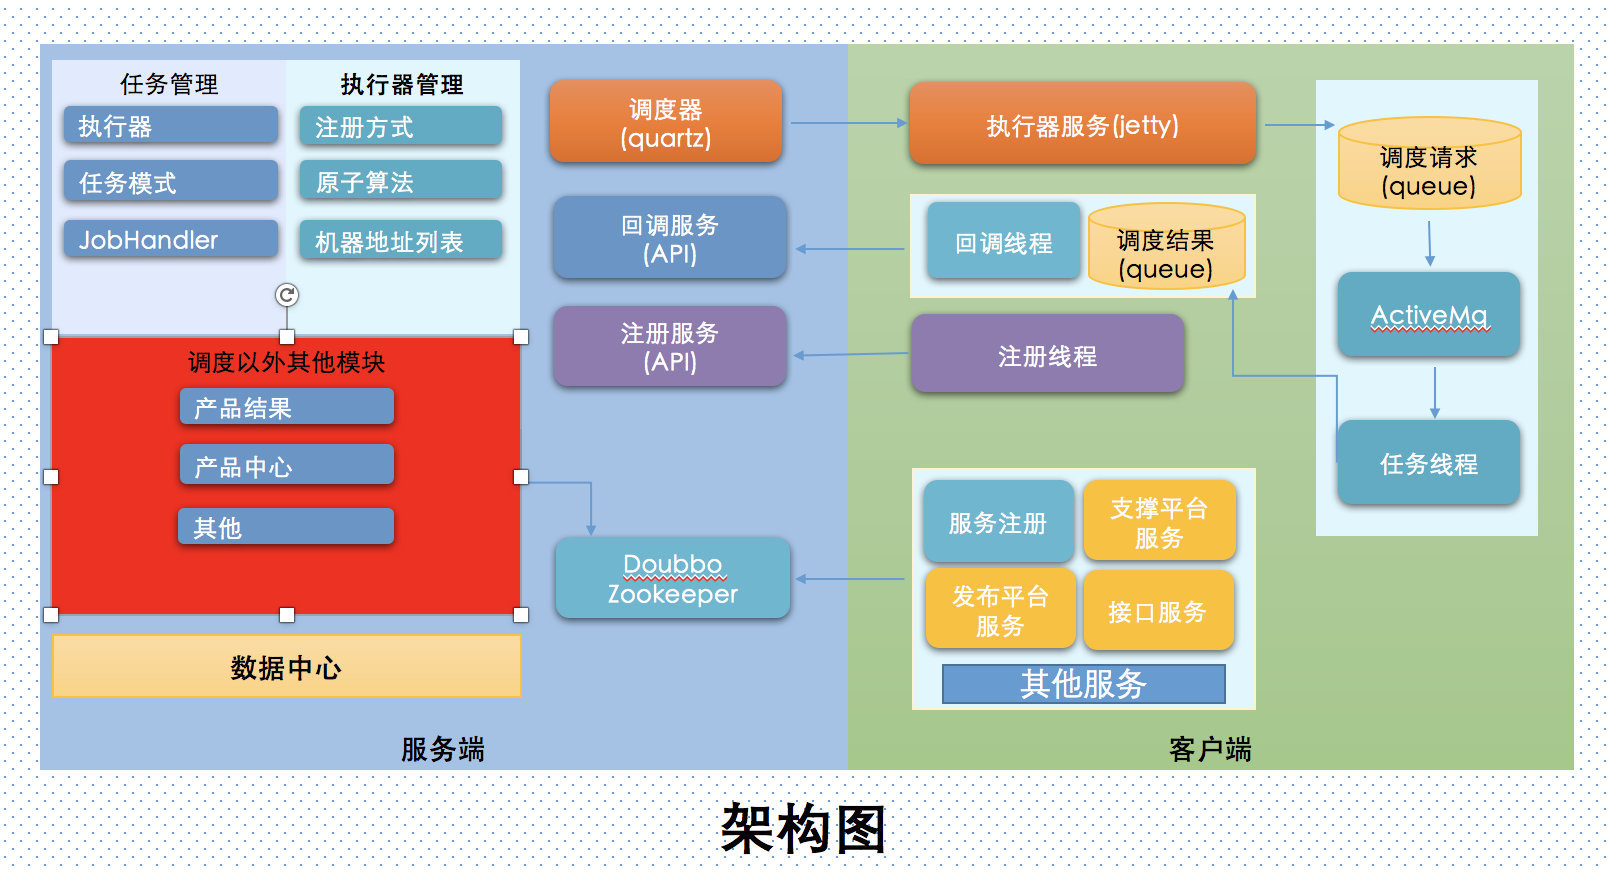 任务管理
执行器
任务模式
JobHandler
执行器管理
注册方式
原子算法
机器地址列表
调度以外其他模块
产品结果
产品中心
其他
数据中心
调度器
(quartz)
回调服务
(API)
注册服务
(API)
Doubbo
Zookeeper
服务端
执行器服务(jetty)
回调线程
调度结果
(queue)
注册线程
服务注册
支撑平台
服务
发布平台
服务
接口服务
其他服务
调度请求
(queue)
ActiveMq
任务线程
客户端
架构图